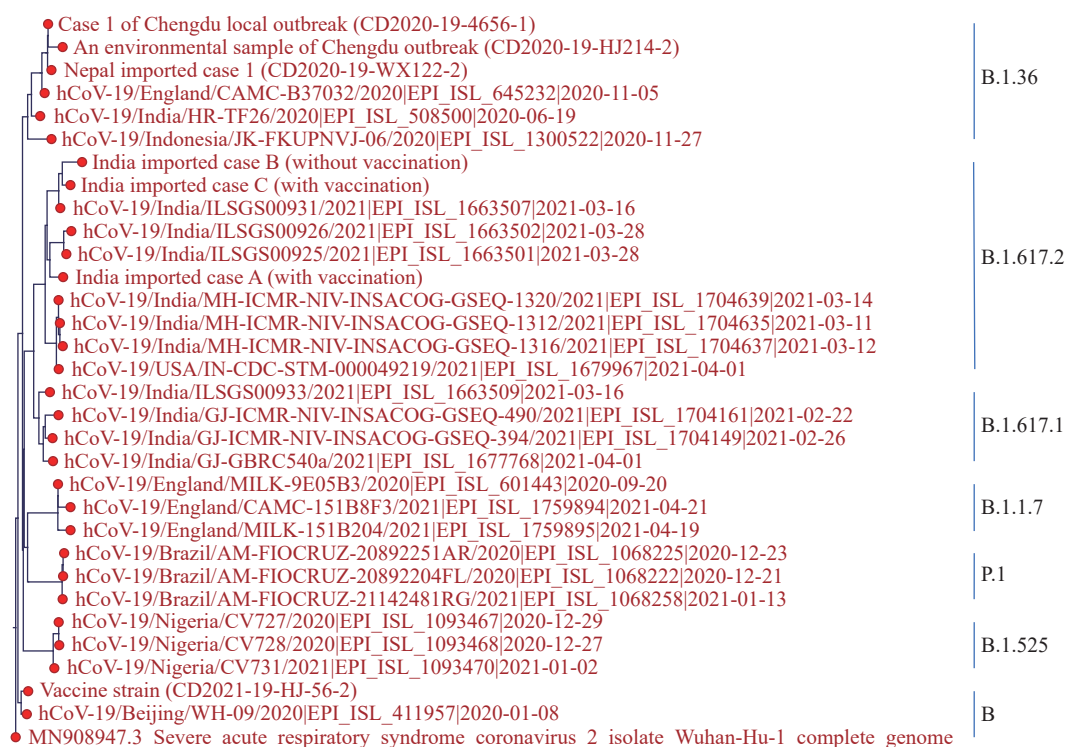 Case 1 of Chengdu local outbreak (CD2020-19-4656-1)
An environmental sample of Chengdu outbreak (CD2020-19-HJ214-2)
Nepal imported case 1 (CD2020-19-WX122-2)
hCoV-19/England/CAMC-B37032/2020|EPI_ISL_645232|2020-11-05
hCoV-19/India/HR-TF26/2020|EPI_ISL_508500|2020-06-19
hCoV-19/Indonesia/JK-FKUPNVJ-06/2020|EPI_ISL_1300522|2020-11-27
B.1.36
India imported case B (without vaccination)
India imported case C (with vaccination)
hCoV-19/India/ILSGS00931/2021|EPI_ISL_1663507|2021-03-16
hCoV-19/India/ILSGS00926/2021|EPI_ISL_1663502|2021-03-28
hCoV-19/India/ILSGS00925/2021|EPI_ISL_1663501|2021-03-28
India imported case A (with vaccination)
hCoV-19/India/MH-ICMR-NIV-INSACOG-GSEQ-1320/2021|EPI_ISL_1704639|2021-03-14
hCoV-19/India/MH-ICMR-NIV-INSACOG-GSEQ-1312/2021|EPI_ISL_1704635|2021-03-11
hCoV-19/India/MH-ICMR-NIV-INSACOG-GSEQ-1316/2021|EPI_ISL_1704637|2021-03-12
hCoV-19/USA/IN-CDC-STM-000049219/2021|EPI_ISL_1679967|2021-04-01
B.1.617.2
hCoV-19/India/ILSGS00933/2021|EPI_ISL_1663509|2021-03-16
hCoV-19/India/GJ-ICMR-NIV-INSACOG-GSEQ-490/2021|EPI_ISL_1704161|2021-02-22
hCoV-19/India/GJ-ICMR-NIV-INSACOG-GSEQ-394/2021|EPI_ISL_1704149|2021-02-26
hCoV-19/India/GJ-GBRC540a/2021|EPI_ISL_1677768|2021-04-01
B.1.617.1
hCoV-19/England/MILK-9E05B3/2020|EPI_ISL_601443|2020-09-20
hCoV-19/England/CAMC-151B8F3/2021|EPI_ISL_1759894|2021-04-21
hCoV-19/England/MILK-151B204/2021|EPI_ISL_1759895|2021-04-19
B.1.1.7
hCoV-19/Brazil/AM-FIOCRUZ-20892251AR/2020|EPI_ISL_1068225|2020-12-23
hCoV-19/Brazil/AM-FIOCRUZ-20892204FL/2020|EPI_ISL_1068222|2020-12-21
hCoV-19/Brazil/AM-FIOCRUZ-21142481RG/2021|EPI_ISL_1068258|2021-01-13
P.1
hCoV-19/Nigeria/CV727/2020|EPI_ISL_1093467|2020-12-29
hCoV-19/Nigeria/CV728/2020|EPI_ISL_1093468|2020-12-27
hCoV-19/Nigeria/CV731/2021|EPI_ISL_1093470|2021-01-02
B.1.525
Vaccine strain (CD2021-19-HJ-56-2)
hCoV-19/Beijing/WH-09/2020|EPI_ISL_411957|2020-01-08
MN908947.3 Severe acute respiratory syndrome coronavirus 2 isolate Wuhan-Hu-1 complete genome
B